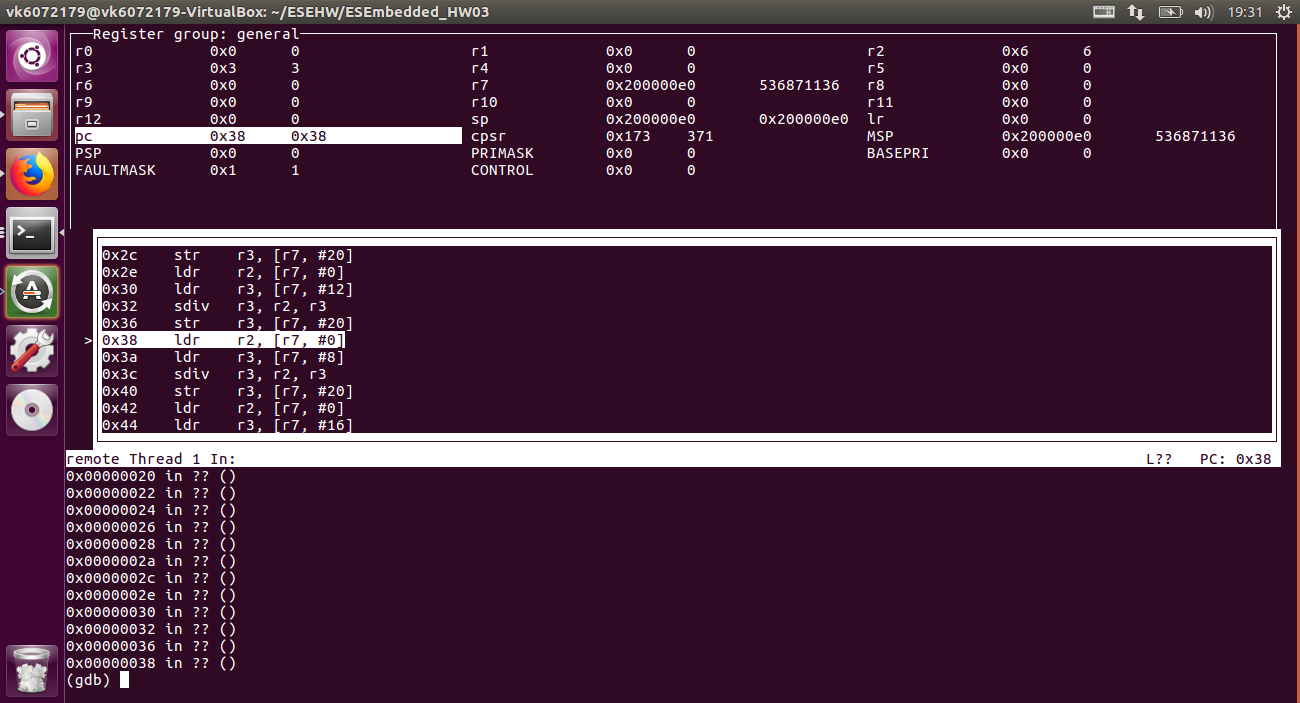 vk6072179@vk6072179-VirtualBox: ~/ESEHW/ESEmbedded_HW03 19:31
Register group: general
r0 0x0 0 r1 0x0 0 r2 0x6 6
r3 0x3 3 r4 0x0 0 r5 0x0 0
r6 0x0 0 r7 0x200000e0 536871136 r8 0x0 0
r9 0x0 0 r10 0x0 0 r11 0x0 0
r12 0x0 0 sp 0x200000e0 0x200000e0 lr 0x0 0
pc 0x38 0x38 cpsr 0x173 371 MSP 0x200000e0 536871136
PSP 0x0 0 PRIMASK 0x0 0 BASEPRI 0x0 0
FAULTMASK 0x1 1 CONTROL 0x0 0
0x2c str r3, [r7, #20]
0x2e ldr r2, [r7, #0]
0x30 ldr r3, [r7, #12]
0x32 sdiv r3, r2, r3
0x36 str r3, [r7, #20]
> 0x38 ldr r2, [r7, #0]
0x3a ldr r3, [r7, #8]
0x3c sdiv r3, r2, r3
0x40 str r3, [r7, #20]
0x42 ldr r2, [r7, #0]
0x44 ldr r3, [r7, #16]
remote Thread 1 In: L?? PC: 0x38
0x00000020 in ?? ()
0x00000022 in ?? ()
0x00000024 in ?? ()
0x00000026 in ?? ()
0x00000028 in ?? ()
0x0000002a in ?? ()
0x0000002c in ?? ()
0x0000002e in ?? ()
0x00000030 in ?? ()
0x00000032 in ?? ()
0x00000036 in ?? ()
0x00000038 in ?? ()
(gdb)